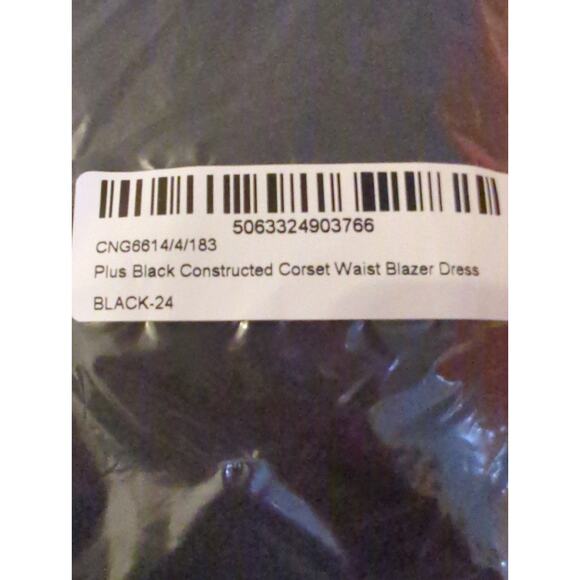 5063324903766
CNG6614/4/183
Plus Black Constructed Corset Waist Blazer Dress
BLACK-24